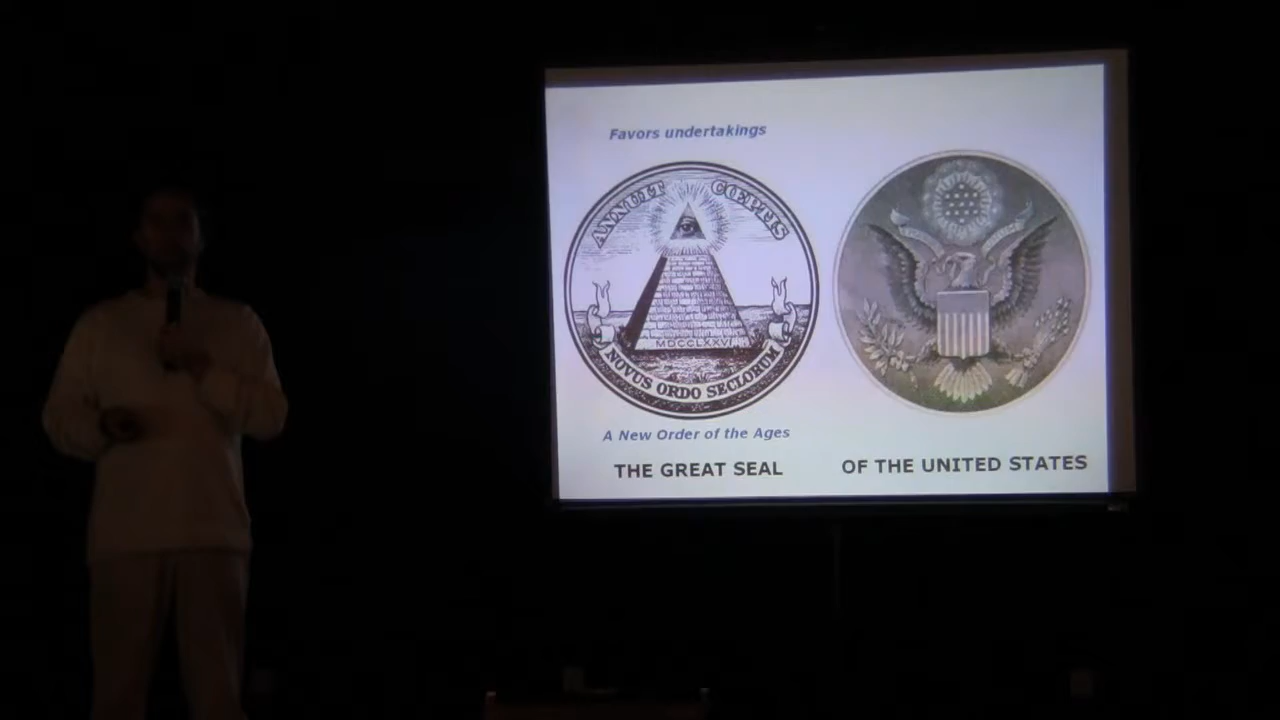 Favors undertakings
ANNUIT COEPTIS
MDCCLXXVI
NOVUS ORDO SECLORUM
A New Order of the Ages
THE GREAT SEAL
OF THE UNITED STATES